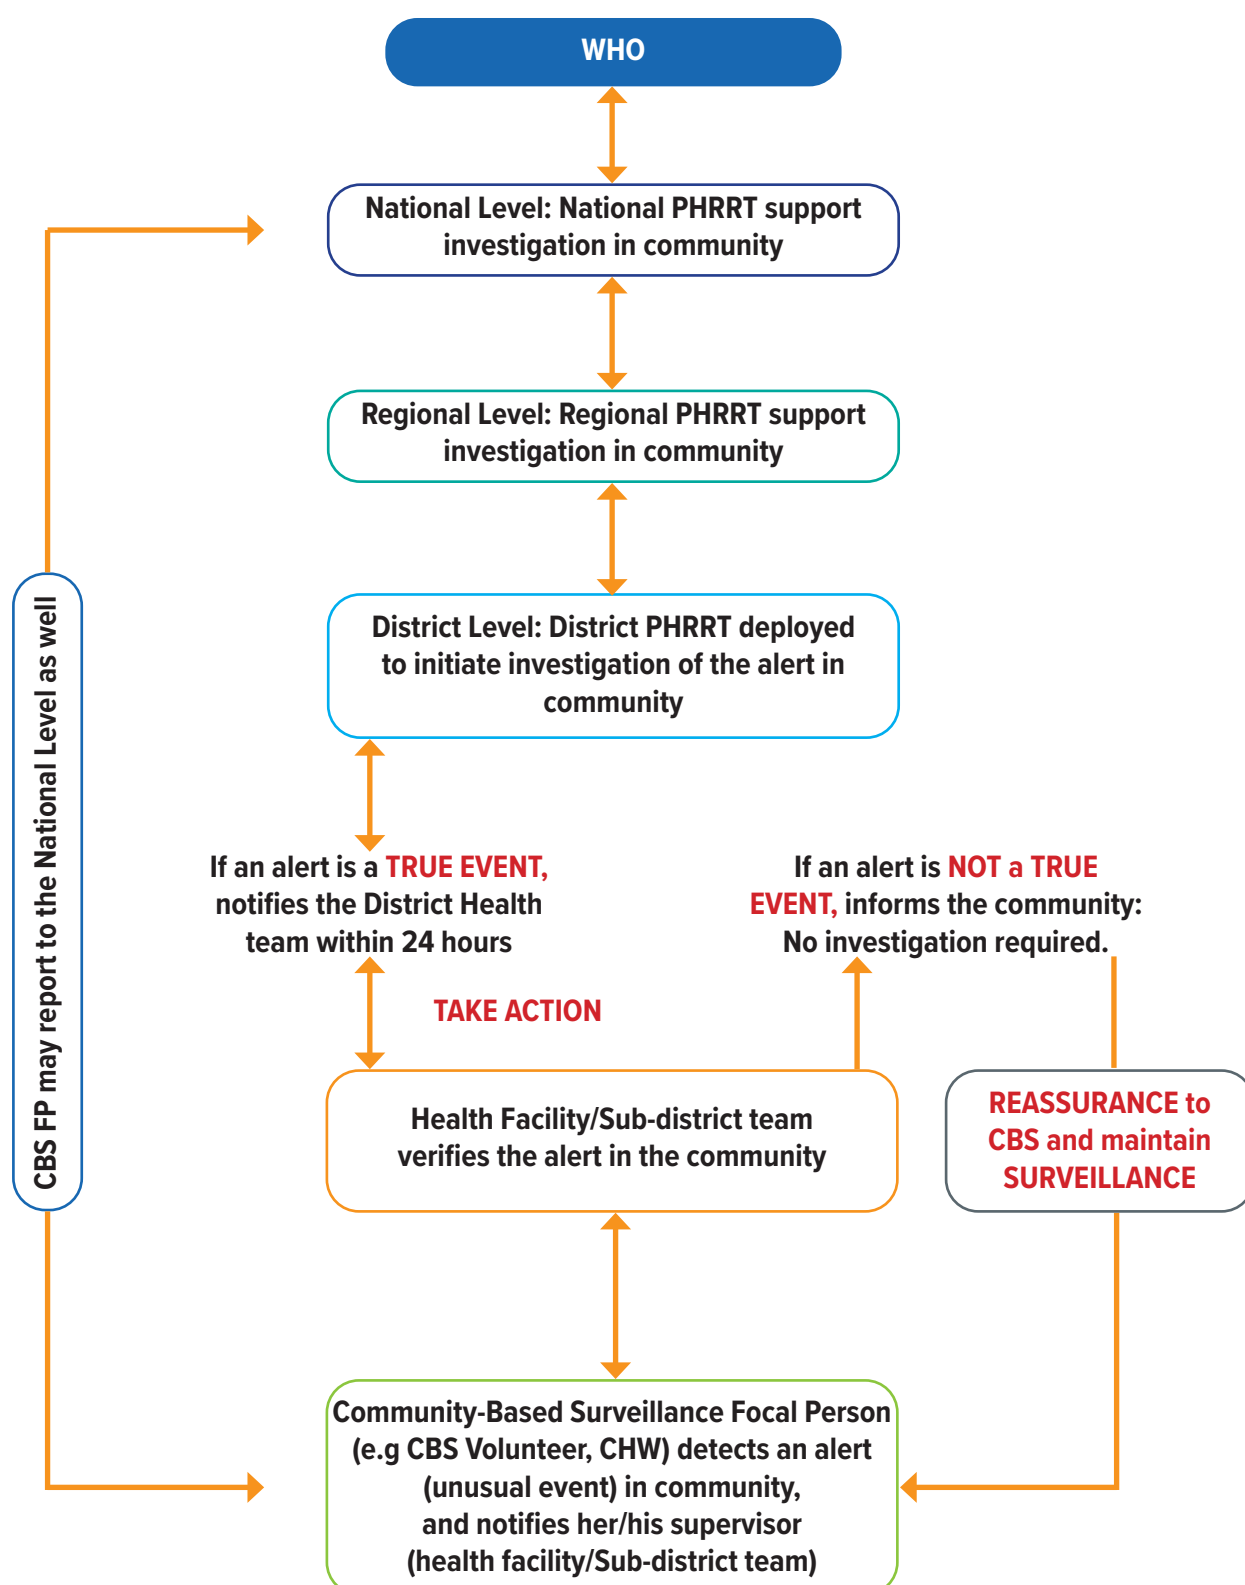 WHO
National Level: National PHRRT support
investigation in community
Regional Level: Regional PHRRT support
investigation in community
CBS FP may report to the National Level as well
District Level: District PHRRT deployed
to initiate investigation of the alert in
community
If an alert is a TRUE EVENT,
notifies the District Health
team within 24 hours
If an alert is NOT a TRUE
EVENT, informs the community:
No investigation required.
TAKE ACTION
Health Facility/Sub-district team
verifies the alert in the community
REASSURANCE to
CBS and maintain
SURVEILLANCE
Community-Based Surveillance Focal Person
(e.g CBS Volunteer, CHW) detects an alert
(unusual event) in community,
and notifies her/his supervisor
(health facility/Sub-district team)